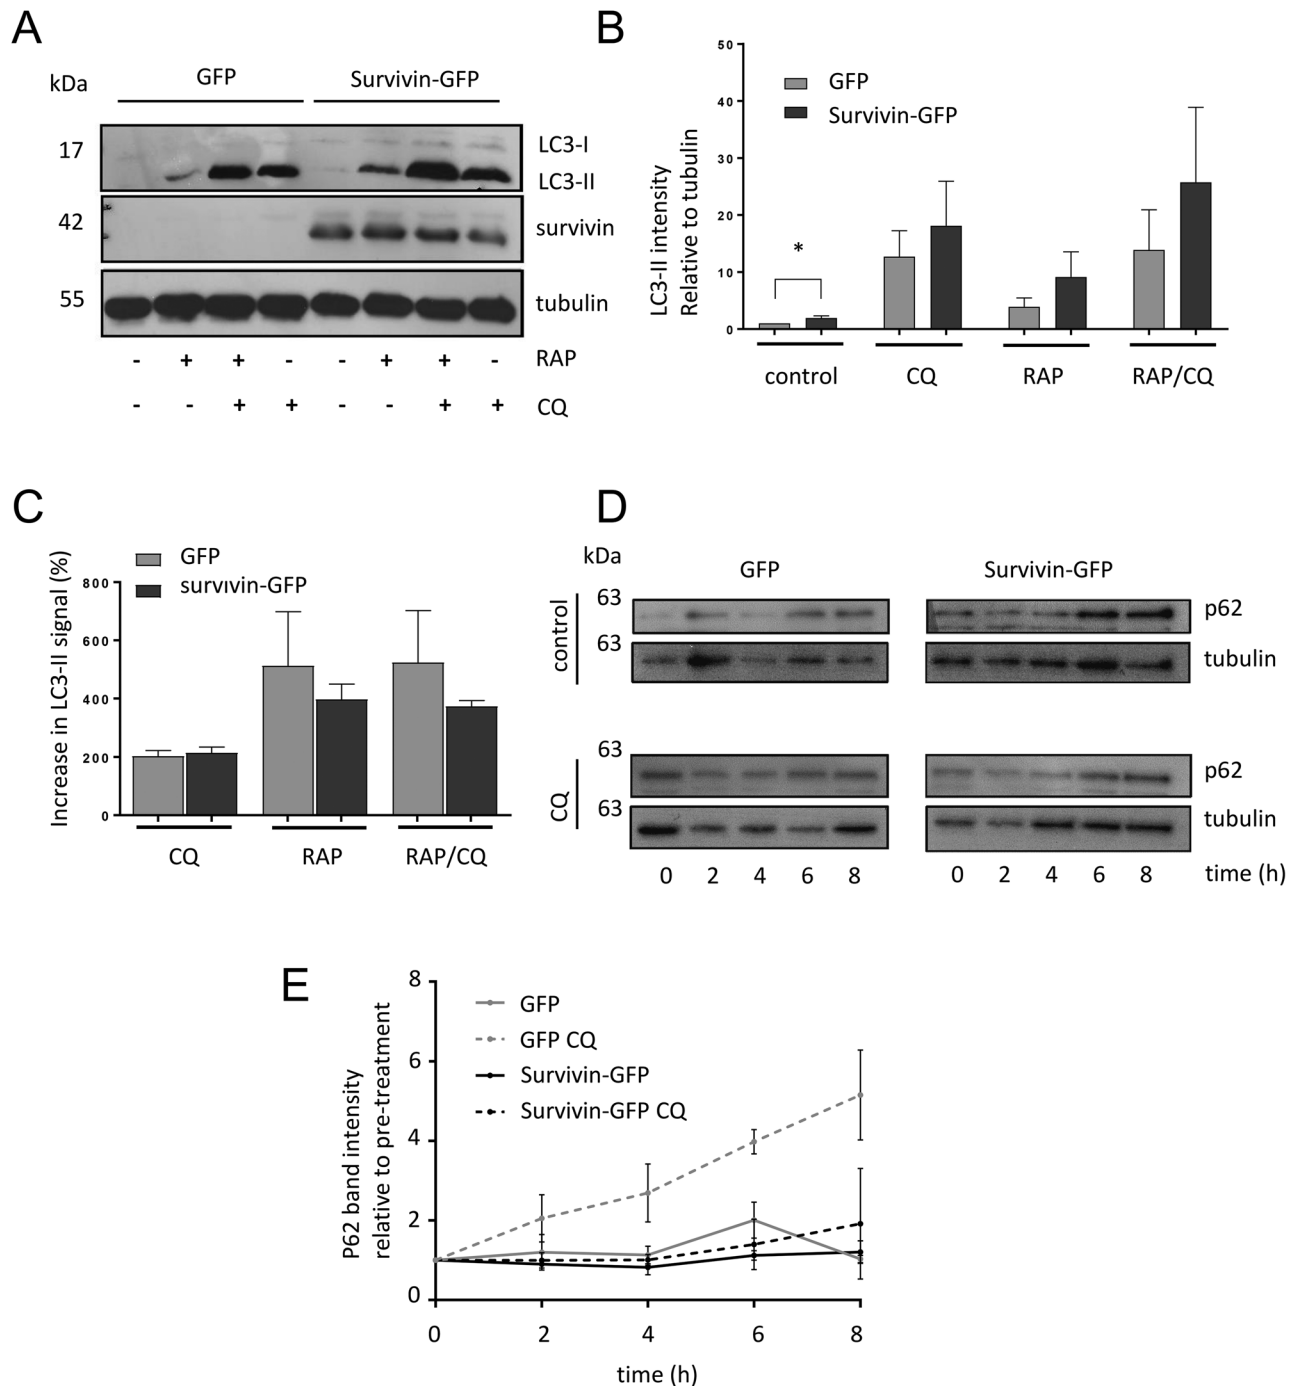 A
kDa
GFP
Survivin-GFP
17
LC3-I
LC3-II
42
survivin
55
tubulin
- + + - - + + - RAP
- - + + - - + + CQ
B
50
40
30
20
10
0
LC3-II intensity
Relative to tubulin
GFP
Survivin-GFP
*
control
CQ
RAP
RAP/CQ
C
Increase in LC3-II signal (%)
GFP
survivin-GFP
800
600
400
200
0
CQ
RAP
RAP/CQ
D
kDa
GFP
Survivin-GFP
control
63
p62
63
tubulin
CQ
63
p62
63
tubulin
0 2 4 6 8 0 2 4 6 8 time (h)
E
P62 band intensity
relative to pre-treatment
8
6
4
2
0
GFP
GFP CQ
Survivin-GFP
Survivin-GFP CQ
0 2 4 6 8
time (h)